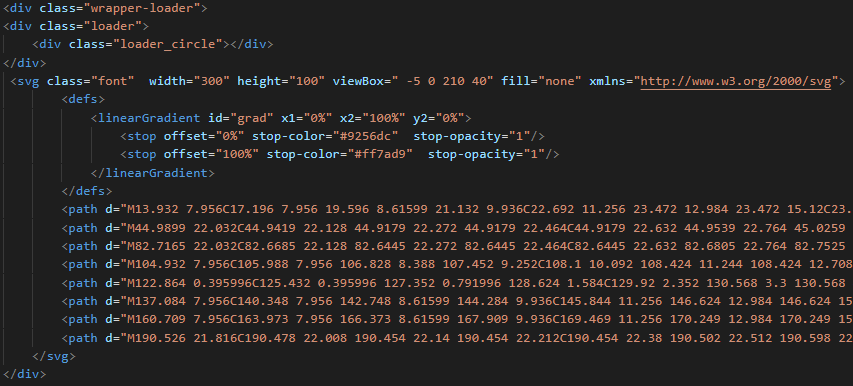 <div class="wrapper-loader">
<div class="loader">
<div class="loader_circle"></div>
</div>
<svg class="font"  width="300" height="100" viewBox=" -5 0 210 40" fill="none" xmlns="http://www.w3.org/2000/svg">
<defs>
<linearGradient id="grad" x1="0%" x2="100%" y2="0%">
<stop offset="0%" stop-color="#9256dc"  stop-opacity="1"/>
<stop offset="100%" stop-color="#ff7ad9"  stop-opacity="1"/>
</linearGradient>
</defs>
<path d="M13.932 7.956C17.196 7.956 19.596 8.61599 21.132 9.936C22.692 11.256 23.472 12.984 23.472 15.12C23.
<path d="M44.9899 22.032C44.9419 22.128 44.9179 22.272 44.9179 22.464C44.9179 22.632 44.9539 22.764 45.0259
<path d="M82.7165 22.032C82.6685 22.128 82.6445 22.272 82.6445 22.464C82.6445 22.632 82.6805 22.764 82.7525
<path d="M104.932 7.956C105.988 7.956 106.828 8.388 107.452 9.252C108.1 10.092 108.424 11.244 108.424 12.708
<path d="M122.864 0.395996C125.432 0.395996 127.352 0.791996 128.624 1.584C129.92 2.352 130.568 3.3 130.568
<path d="M137.084 7.956C140.348 7.956 142.748 8.61599 144.284 9.936C145.844 11.256 146.624 12.984 146.624 15
<path d="M160.709 7.956C163.973 7.956 166.373 8.61599 167.909 9.936C169.469 11.256 170.249 12.984 170.249 15
<path d="M190.526 21.816C190.478 22.008 190.454 22.14 190.454 22.212C190.454 22.38 190.502 22.512 190.598 22
</svg>
</div>